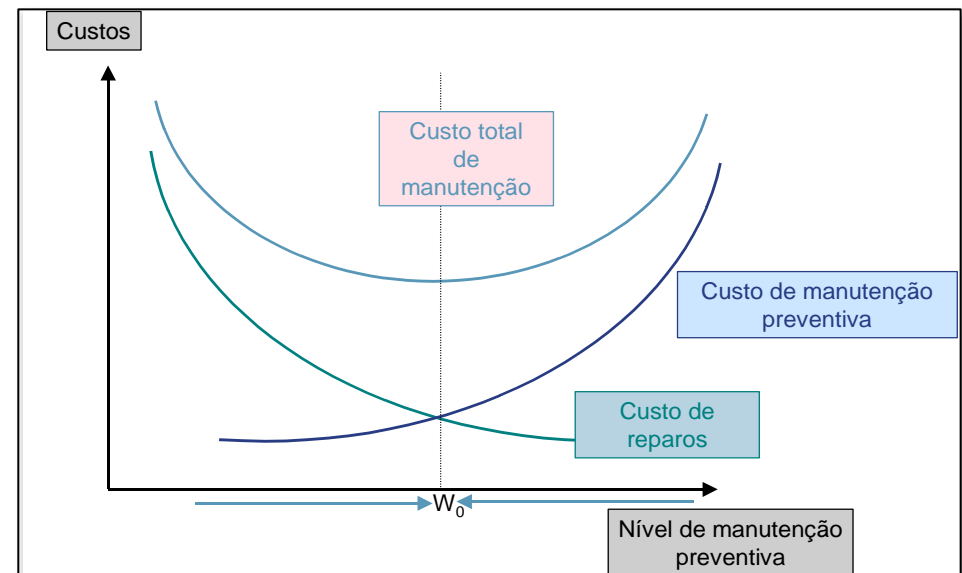 Custos
Custo total
de
manutenção
Custo de manutenção
preventiva
Custo de
reparos
W₀
Nível de manutenção
preventiva